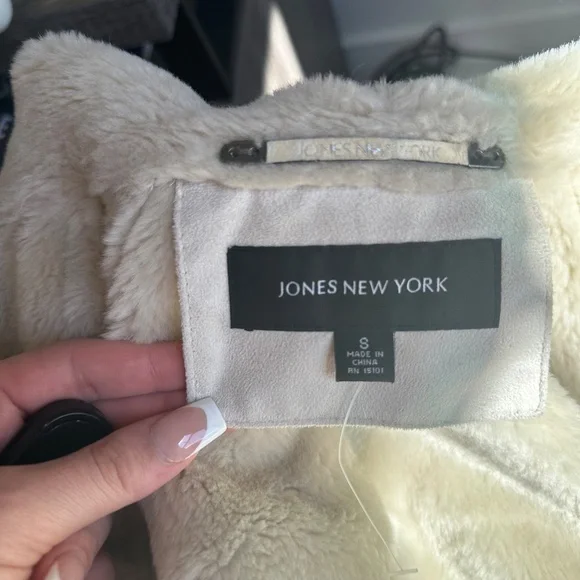 JONES NEW YORK
JONES NEW YORK
S
MADE IN
CHINA
RN 15101